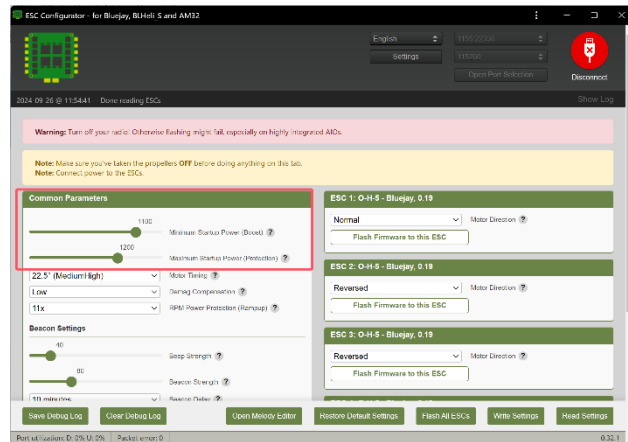 ESC Configurator - for Bluejay, BLHeli_S and AM32
English
Settings
115200
Open Port Selection
Disconnect
2024-09-26 @ 11:54:41 Done reading ESCs
Show Log
Warning: Turn off your radio! Otherwise flashing might fail, especially on highly integrated AIOs.
Note: Make sure you've taken the propellers OFF before doing anything on this tab.
Note: Connect power to the ESCs.
Common Parameters
1100
Minimum Startup Power (Boost) ?
1200
Maximum Startup Power (Protection) ?
22.5° (MediumHigh) Motor Timing ?
Low Demag Compensation ?
11x RPM Power Protection (Rampup) ?
Beacon Settings
40
Beep Strength ?
80
Beacon Strength ?
10 minutes Beacon Delay ?
ESC 1: O-H-5 - Bluejay, 0.19
Normal Motor Direction ?
Flash Firmware to this ESC
ESC 2: O-H-5 - Bluejay, 0.19
Reversed Motor Direction ?
Flash Firmware to this ESC
ESC 3: O-H-5 - Bluejay, 0.19
Reversed Motor Direction ?
Flash Firmware to this ESC
Save Debug Log Clear Debug Log Open Melody Editor Restore Default Settings Flash All ESCs Write Settings Read Settings
Port utilization: D: 0% U: 0% Packet error: 0 0.32.1